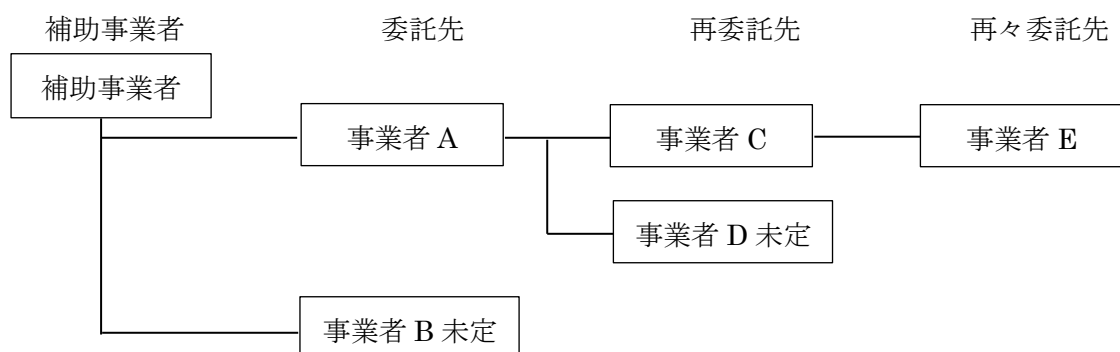 補助事業者 委託先 再委託先 再々委託先
補助事業者
事業者 A 事業者 C 事業者 E
事業者 D 未定
事業者 B 未定